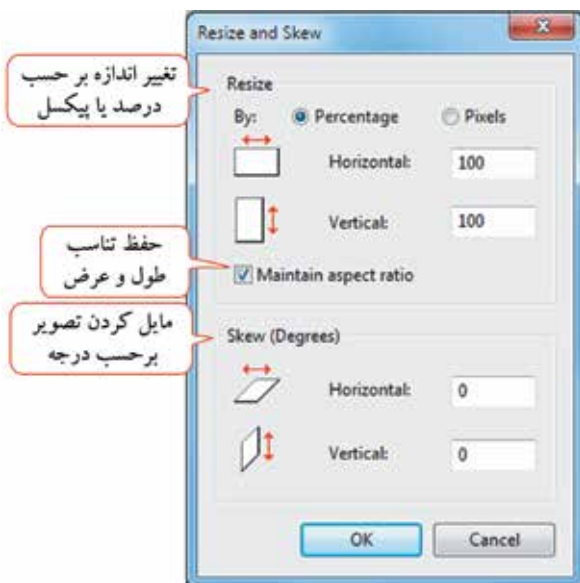 Resize and Skew
تغییر اندازه بر حسب
درصد یا پیکسل
Resize
By: Percentage Pixels
Horizontal: 100
Vertical: 100
حفظ تناسب
طول و عرض
Maintain aspect ratio
مایل کردن تصویر
برحسب درجه
Skew (Degrees)
Horizontal: 0
Vertical: 0
OK Cancel